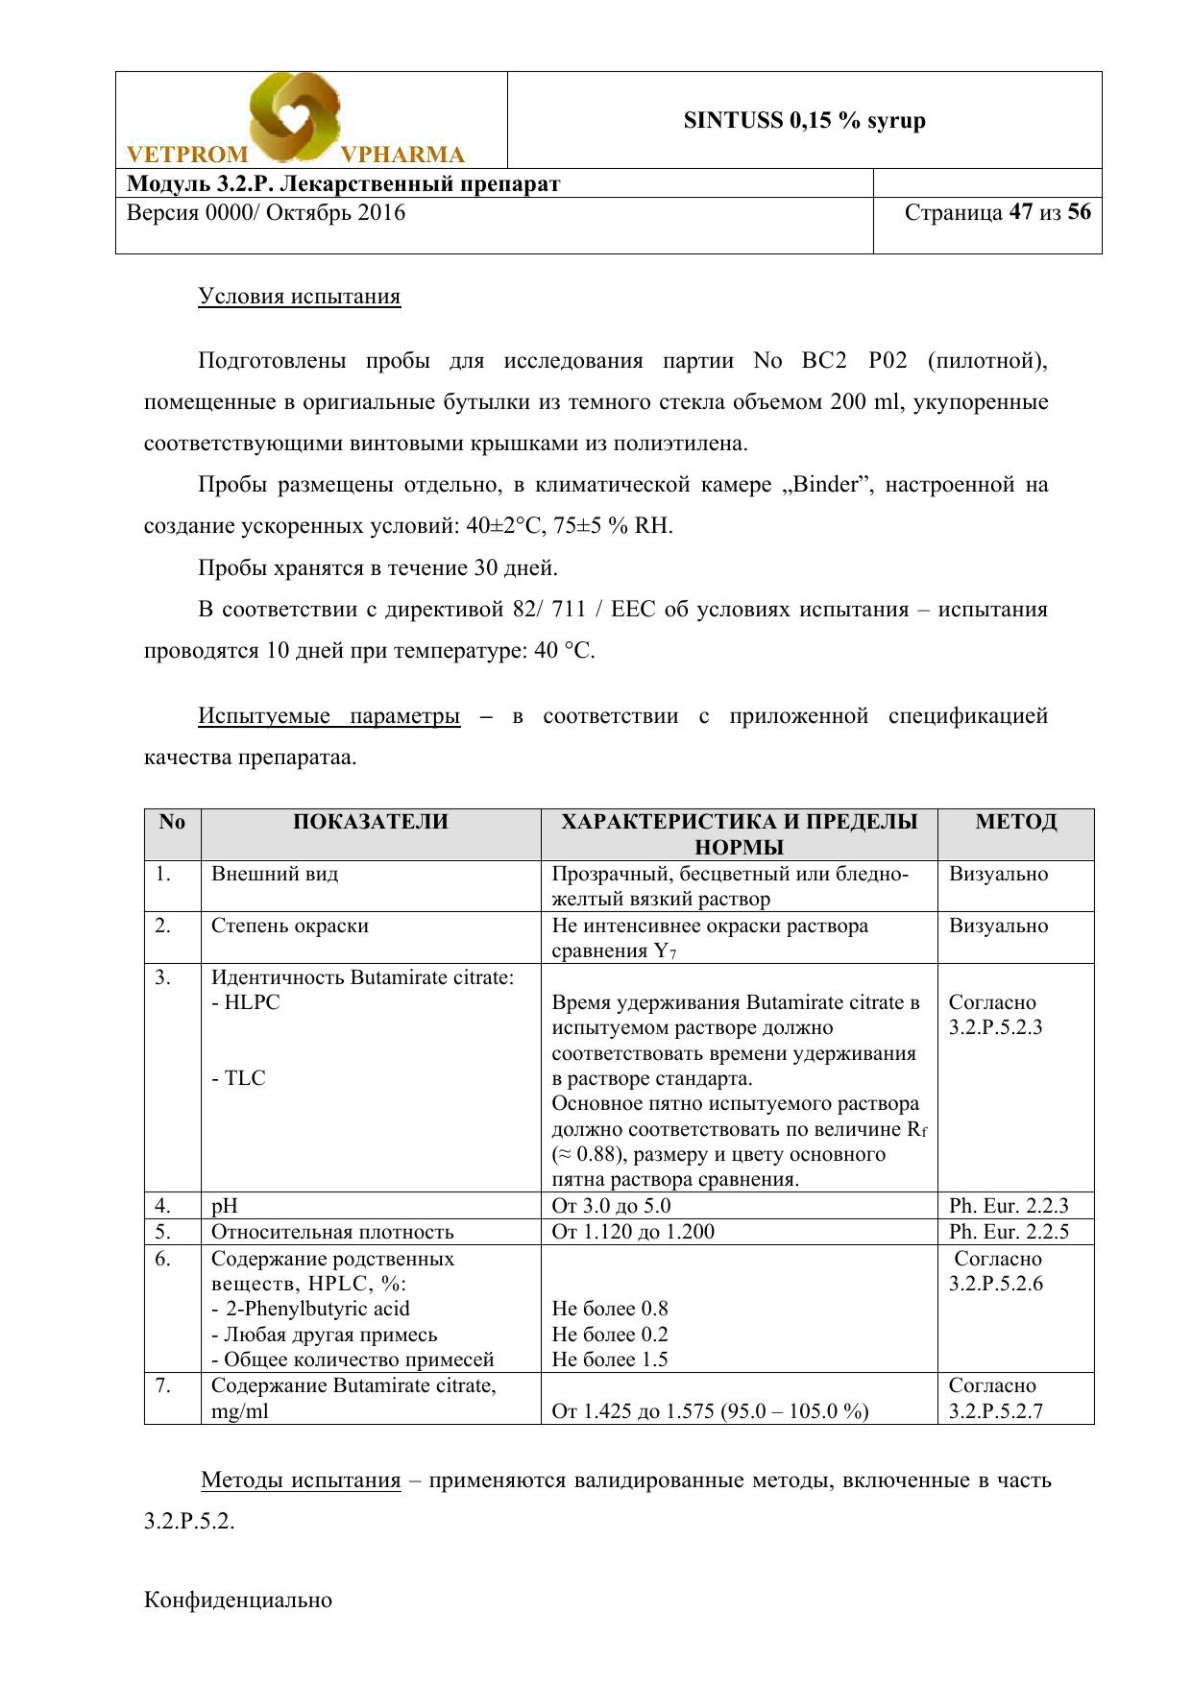 VETPROM VPHARMA
SINTUSS 0,15 % syrup
Модуль 3.2.Р. Лекарственный препарат
Версия 0000/ Октябрь 2016
Страница 47 из 56
Условия испытания
Подготовлены пробы для исследования партии No BC2 P02 (пилотной),
помещенные в оригиальные бутылки из темного стекла объемом 200 ml, укупоренные
соответствующими винтовыми крышками из полиэтилена.
Пробы размещены отдельно, в климатической камере „Binder”, настроенной на
создание ускоренных условий: 40±2°C, 75±5 % RH.
Пробы хранятся в течение 30 дней.
В соответствии с директивой 82/ 711 / EEC об условиях испытания – испытания
проводятся 10 дней при температуре: 40 °C.
Испытуемые параметры – в соответствии с приложенной спецификацией
качества препаратаа.
No ПОКАЗАТЕЛИ ХАРАКТЕРИСТИКА И ПРЕДЕЛЫ НОРМЫ МЕТОД
1. Внешний вид Прозрачный, бесцветный или бледно- Визуально
желтый вязкий раствор
2. Степень окраски Не интенсивнее окраски раствора Визуально
сравнения Y7
3. Идентичность Butamirate citrate:
- HLPC Время удерживания Butamirate citrate в Согласно
испытуемом растворе должно 3.2.P.5.2.3
соответствовать времени удерживания
- TLC в растворе стандарта.
Основное пятно испытуемого раствора
должно соответствовать по величине Rf
(≈ 0.88), размеру и цвету основного
пятна раствора сравнения.
4. pH От 3.0 до 5.0 Ph. Eur. 2.2.3
5. Относительная плотность От 1.120 до 1.200 Ph. Eur. 2.2.5
6. Содержание родственных Согласно
веществ, HPLC, %: 3.2.P.5.2.6
- 2-Phenylbutyric acid Не более 0.8
- Любая другая примесь Не более 0.2
- Общее количество примесей Не более 1.5
7. Содержание Butamirate citrate, Согласно
mg/ml От 1.425 до 1.575 (95.0 – 105.0 %) 3.2.P.5.2.7
Методы испытания – применяются валидированные методы, включенные в часть
3.2.P.5.2.
Конфиденциально